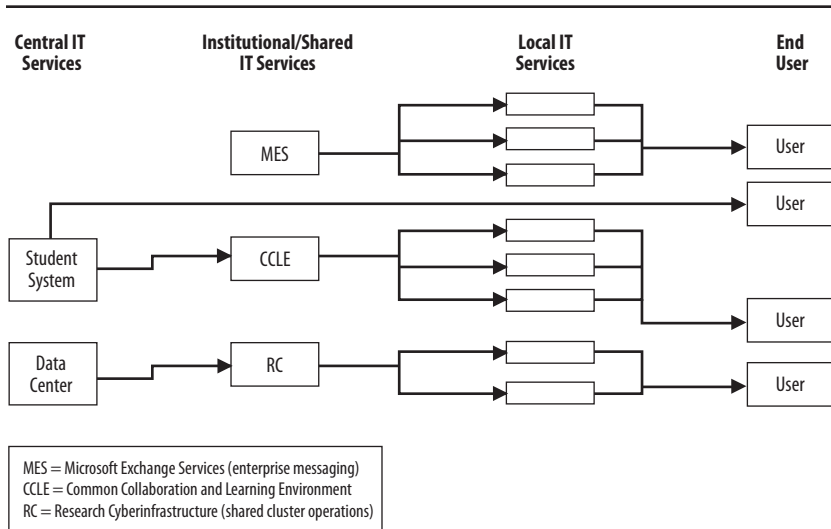 Central IT
Services
Institutional/Shared
IT Services
Local IT
Services
End
User
MES
User
User
Student
System
CCLE
User
Data
Center
RC
User
MES = Microsoft Exchange Services (enterprise messaging)
CCLE = Common Collaboration and Learning Environment
RC = Research Cyberinfrastructure (shared cluster operations)